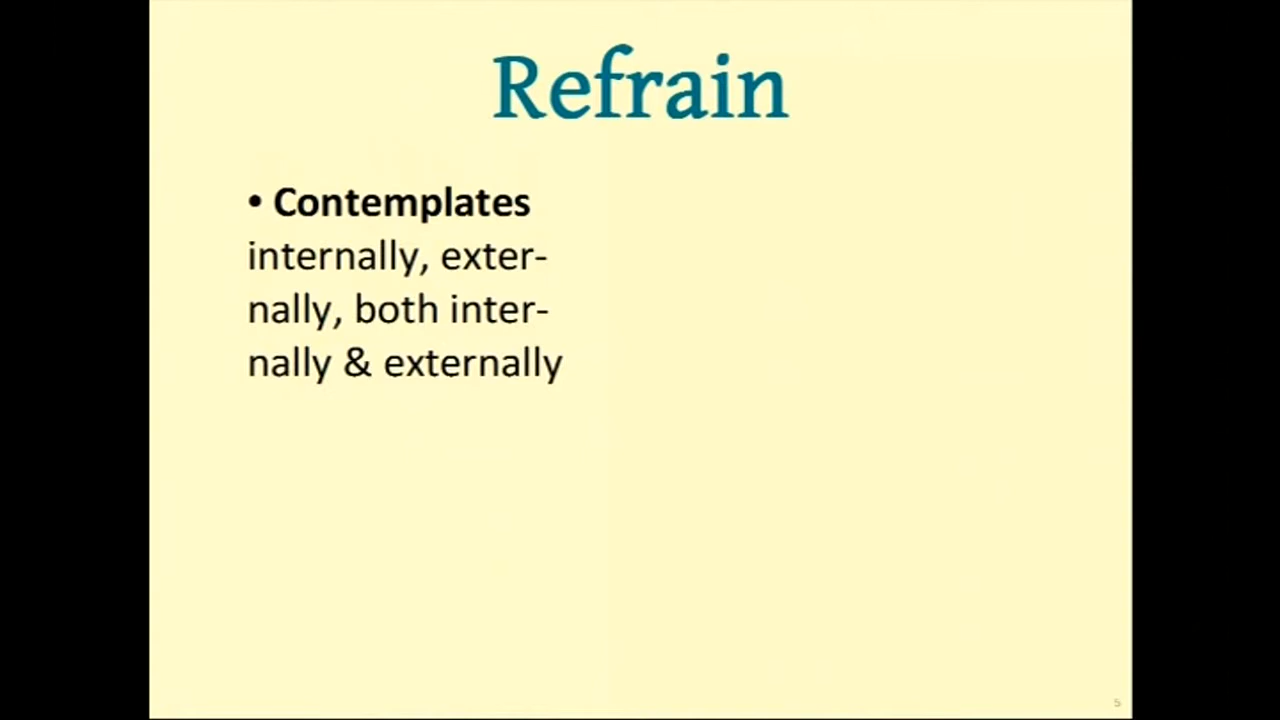 Refrain
• Contemplates
internally, exter-
nally, both inter-
nally & externally
5